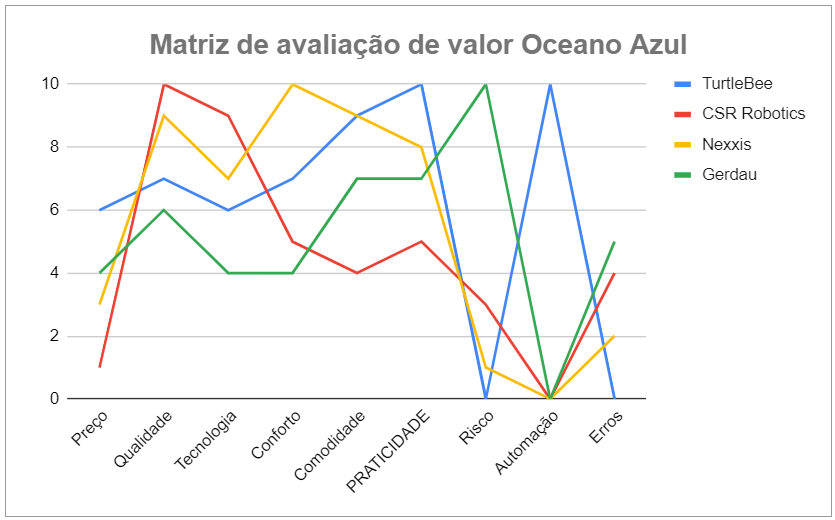 Matriz de avaliação de valor Oceano Azul
10
8
6
4
2
0
Preço
Qualidade
Tecnologia
Conforto
Comodidade
PRATICIDADE
Risco
Automação
Erros
TurtleBee
CSR Robotics
Nexxis
Gerdau